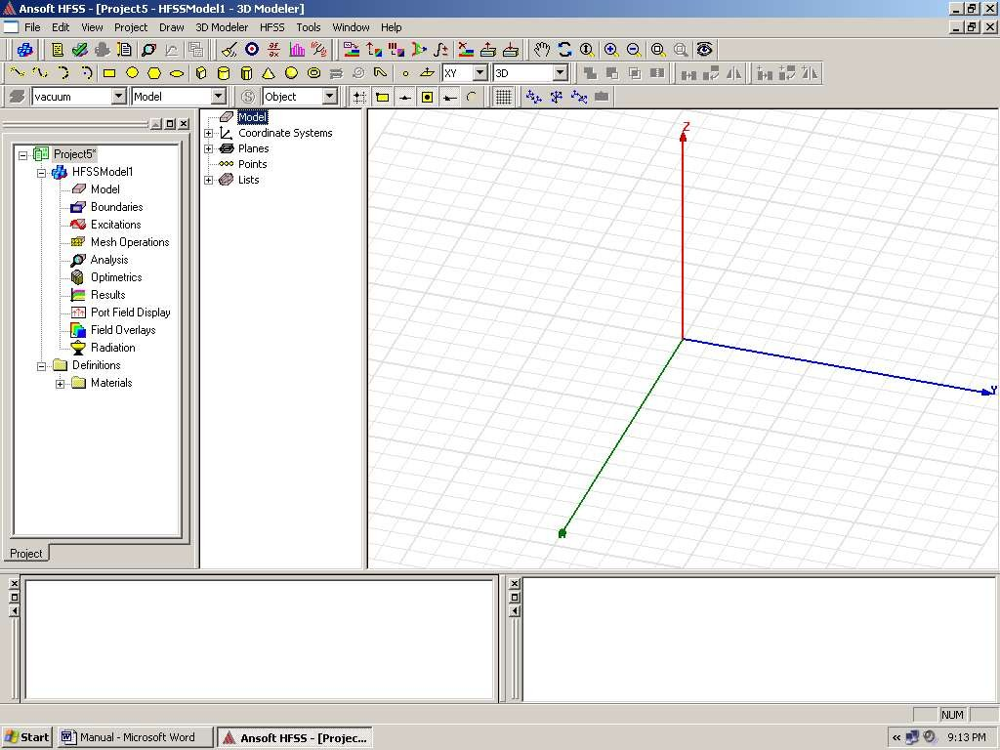 Ansoft HFSS - [Project5 - HFSSModel1 - 3D Modeler]
File Edit View Project Draw 3D Modeler HFSS Tools Window Help
XY 3D
vacuum Model Object
Project5*
HFSSModel1
Model
Boundaries
Excitations
Mesh Operations
Analysis
Optimetrics
Results
Port Field Display
Field Overlays
Radiation
Definitions
Materials
Project
Model
Coordinate Systems
Planes
Points
Lists
Z
Y
NUM
Start Manual - Microsoft Word Ansoft HFSS - [Projec... « 9:13 PM